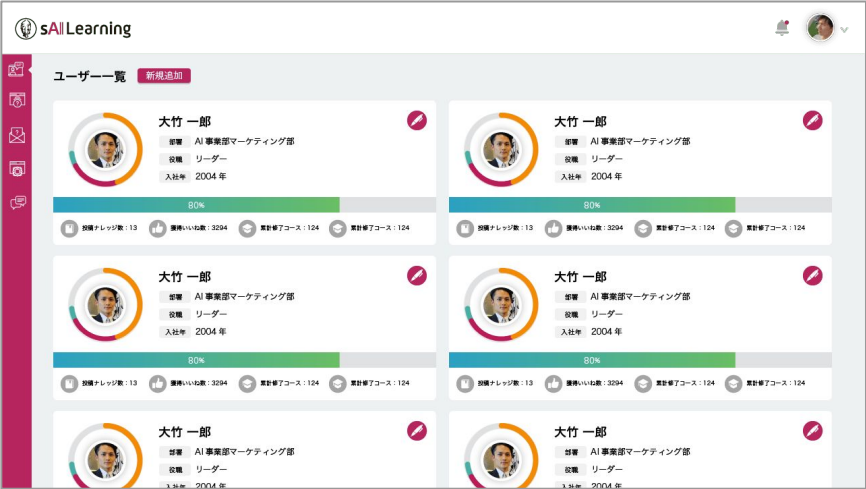 sAI Learning
ユーザー一覧 新規追加
大竹 一郎
部署 AI 事業部マーケティング部
役職 リーダー
入社年 2004 年
80%
投稿ナレッジ数：13 獲得いいね数：3294 累計修了コース：124 累計修了コース：124
大竹 一郎
部署 AI 事業部マーケティング部
役職 リーダー
入社年 2004 年
80%
投稿ナレッジ数：13 獲得いいね数：3294 累計修了コース：124 累計修了コース：124
大竹 一郎
部署 AI 事業部マーケティング部
役職 リーダー
入社年 2004 年
80%
投稿ナレッジ数：13 獲得いいね数：3294 累計修了コース：124 累計修了コース：124
大竹 一郎
部署 AI 事業部マーケティング部
役職 リーダー
入社年 2004 年
80%
投稿ナレッジ数：13 獲得いいね数：3294 累計修了コース：124 累計修了コース：124
大竹 一郎
部署 AI 事業部マーケティング部
役職 リーダー
入社年 2004 年
大竹 一郎
部署 AI 事業部マーケティング部
役職 リーダー
入社年 2004 年